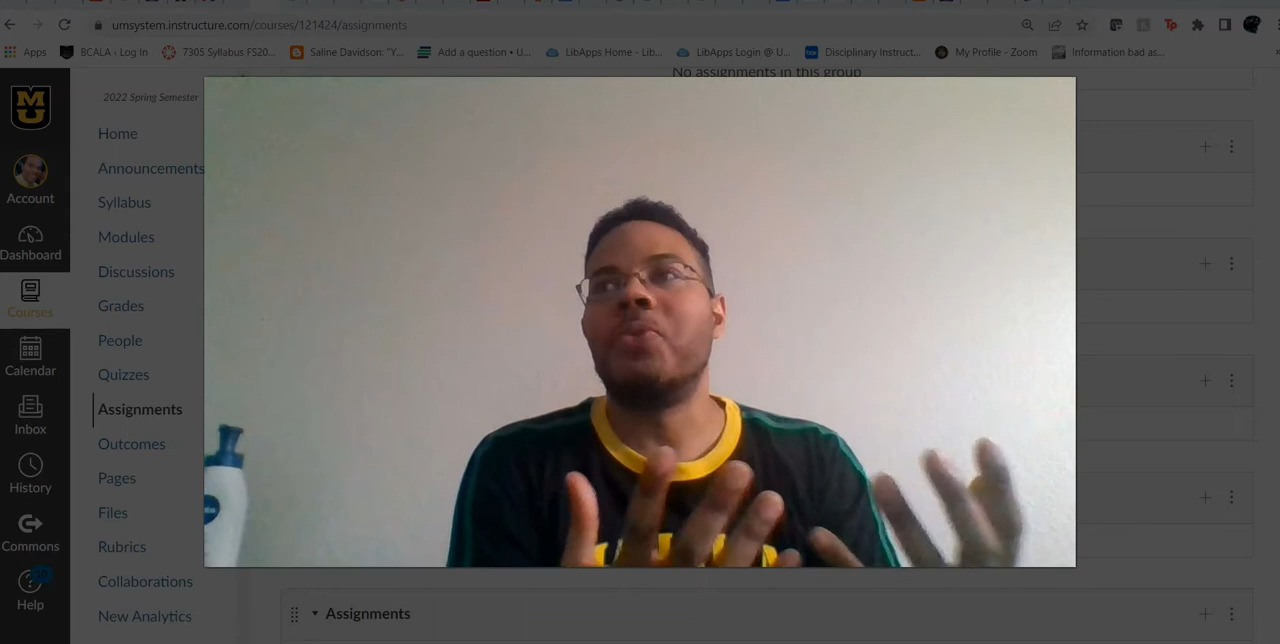 umsystem.instructure.com/courses/121424/assignments
Apps
BCALA ‹ Log In
7305 Syllabus FS20...
Saline Davidson: "Y...
Add a question • U...
LibApps Home - Lib...
LibApps Login @ U...
box
Disciplinary Instruct...
My Profile - Zoom
Information bad as...
No assignments in this group
MU
2022 Spring Semester
Home
Announcements
Syllabus
Modules
Discussions
Grades
People
Quizzes
Assignments
Outcomes
Pages
Files
Rubrics
Collaborations
New Analytics
Account
Dashboard
Courses
Calendar
Inbox
History
Commons
Help
Assignments